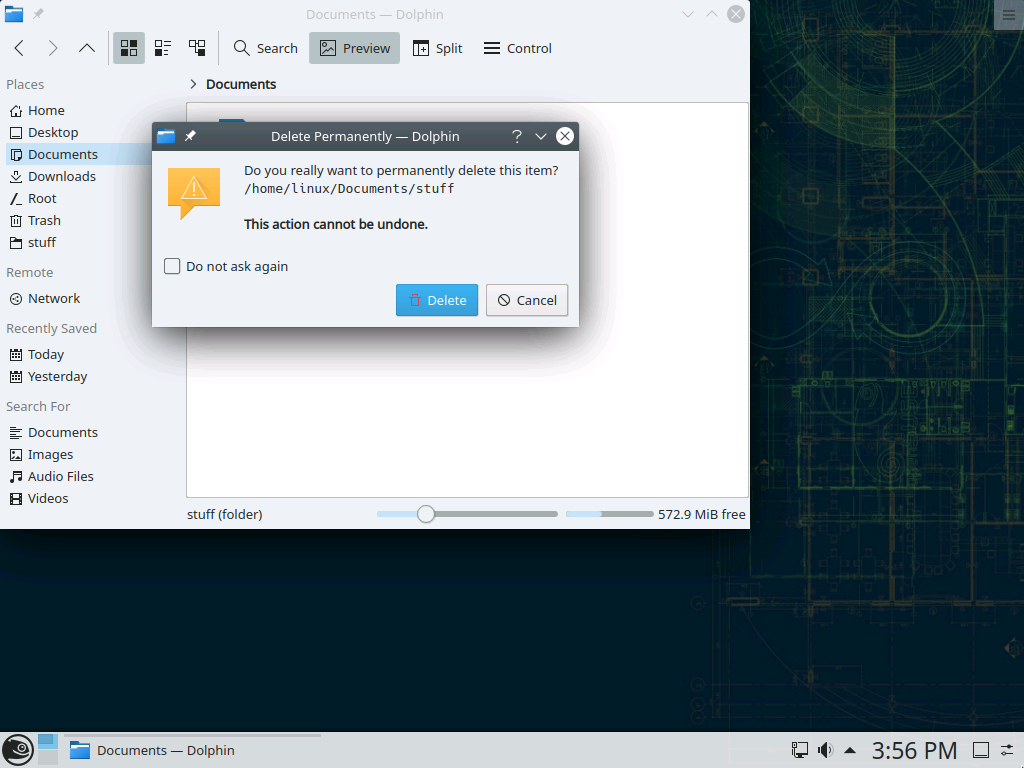 Documents — Dolphin
Search
Preview
Split
Control
Places
Home
Desktop
Documents
Downloads
Root
Trash
stuff
Remote
Network
Recently Saved
Today
Yesterday
Search For
Documents
Images
Audio Files
Videos
Documents
Delete Permanently — Dolphin
Do you really want to permanently delete this item?
/home/linux/Documents/stuff
This action cannot be undone.
Do not ask again
Delete
Cancel
stuff (folder)
572.9 MiB free
Documents — Dolphin
3:56 PM